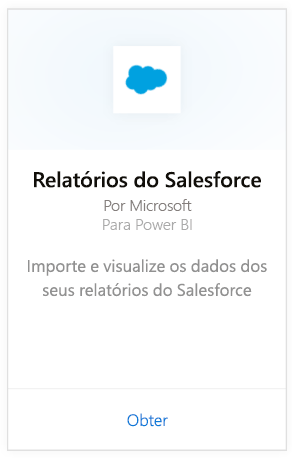 Relatórios do Salesforce
Por Microsoft
Para Power BI
Importe e visualize os dados dos
seus relatórios do Salesforce
Obter